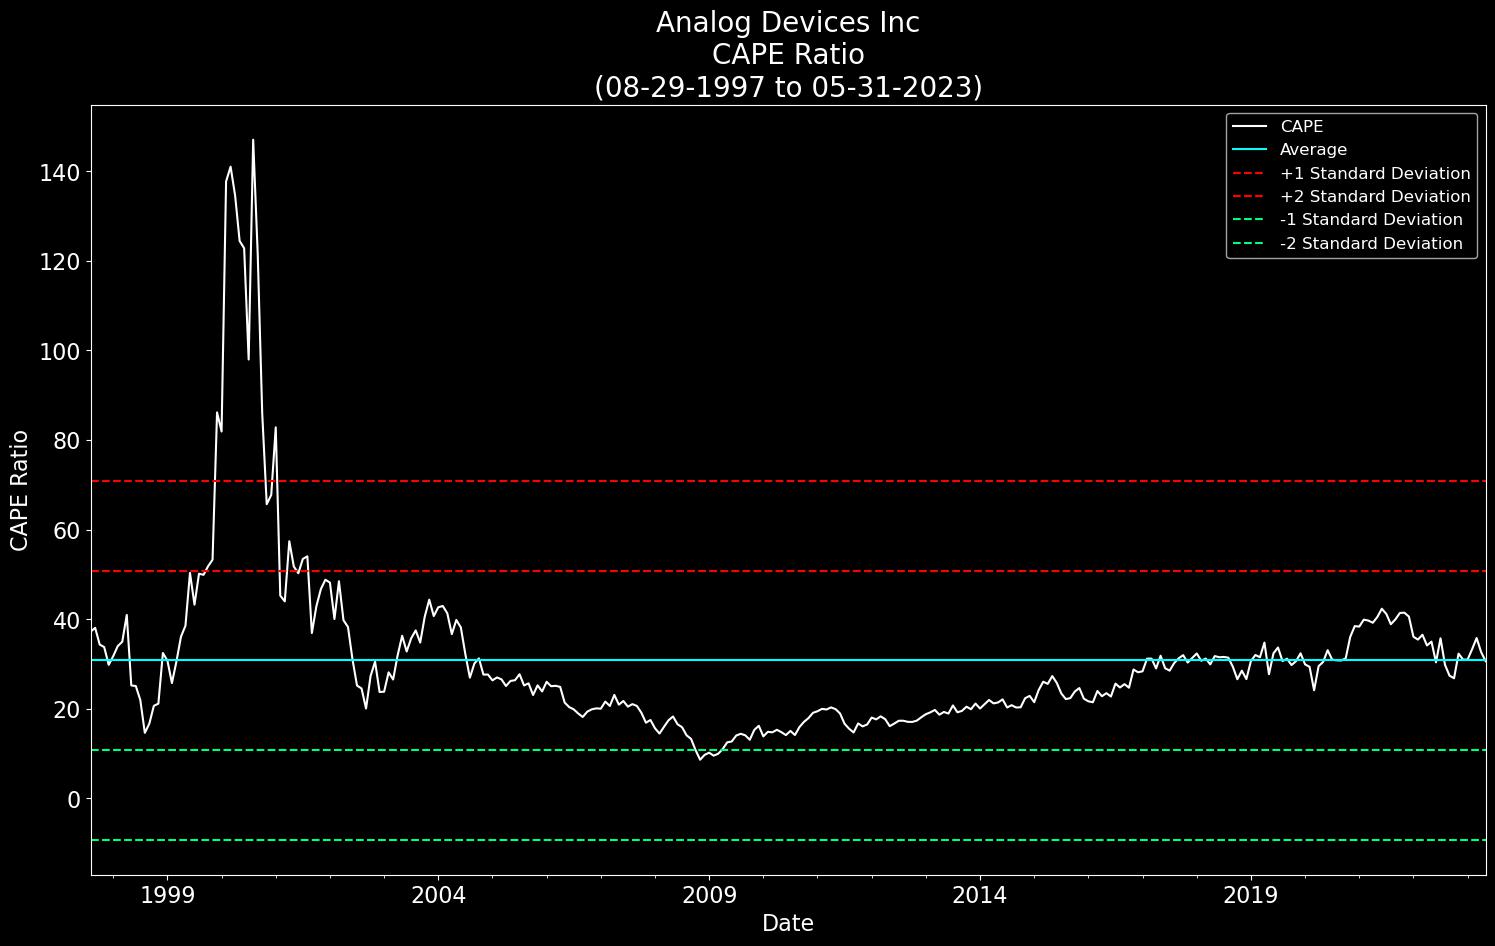 Analog Devices Inc
CAPE Ratio
(08-29-1997 to 05-31-2023)
CAPE
Average
+1 Standard Deviation
+2 Standard Deviation
-1 Standard Deviation
-2 Standard Deviation
CAPE Ratio
140
120
100
80
60
40
20
0
1999
2004
2009
2014
2019
Date